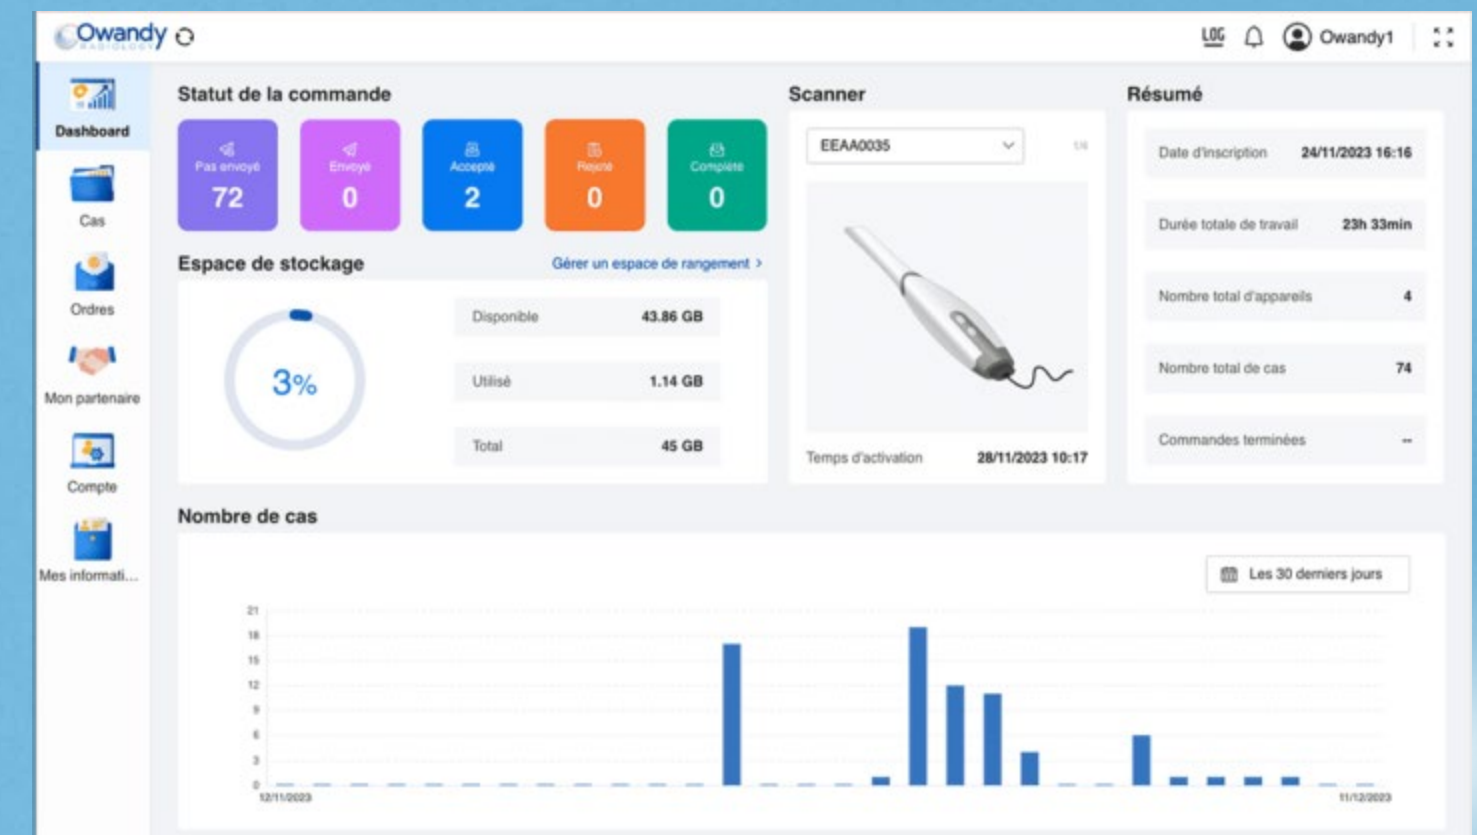 Owandy
RADIOLOGY
LOG
Owandy1
Dashboard
Cas
Ordres
Mon partenaire
Compte
Mes informati...
Statut de la commande
Pas envoyé
72
Envoyé
0
Accepté
2
Rejeté
0
Complète
0
Espace de stockage
Gérer un espace de rangement >
3%
Disponible 43.86 GB
Utilisé 1.14 GB
Total 45 GB
Scanner
EEAA0035
Temps d'activation 28/11/2023 10:17
Résumé
Date d'inscription 24/11/2023 16:16
Durée totale de travail 23h 33min
Nombre total d'appareils 4
Nombre total de cas 74
Commandes terminées --
Nombre de cas
Les 30 derniers jours
21
18
15
12
9
6
3
0
12/11/2023
11/12/2023